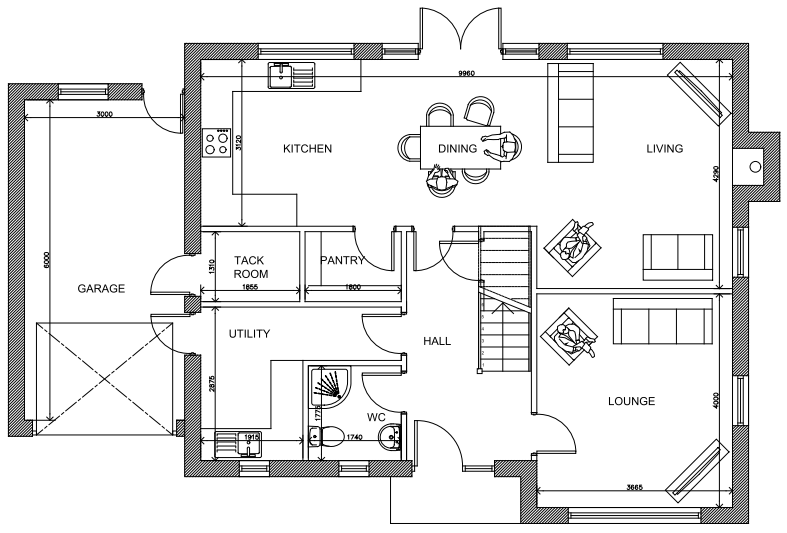 9960
3000
3120
KITCHEN
DINING
LIVING
4290
6000
1310
TACK
ROOM
PANTRY
1655
1600
GARAGE
UTILITY
HALL
2875
1775
LOUNGE
4000
WC
1915
1740
3665